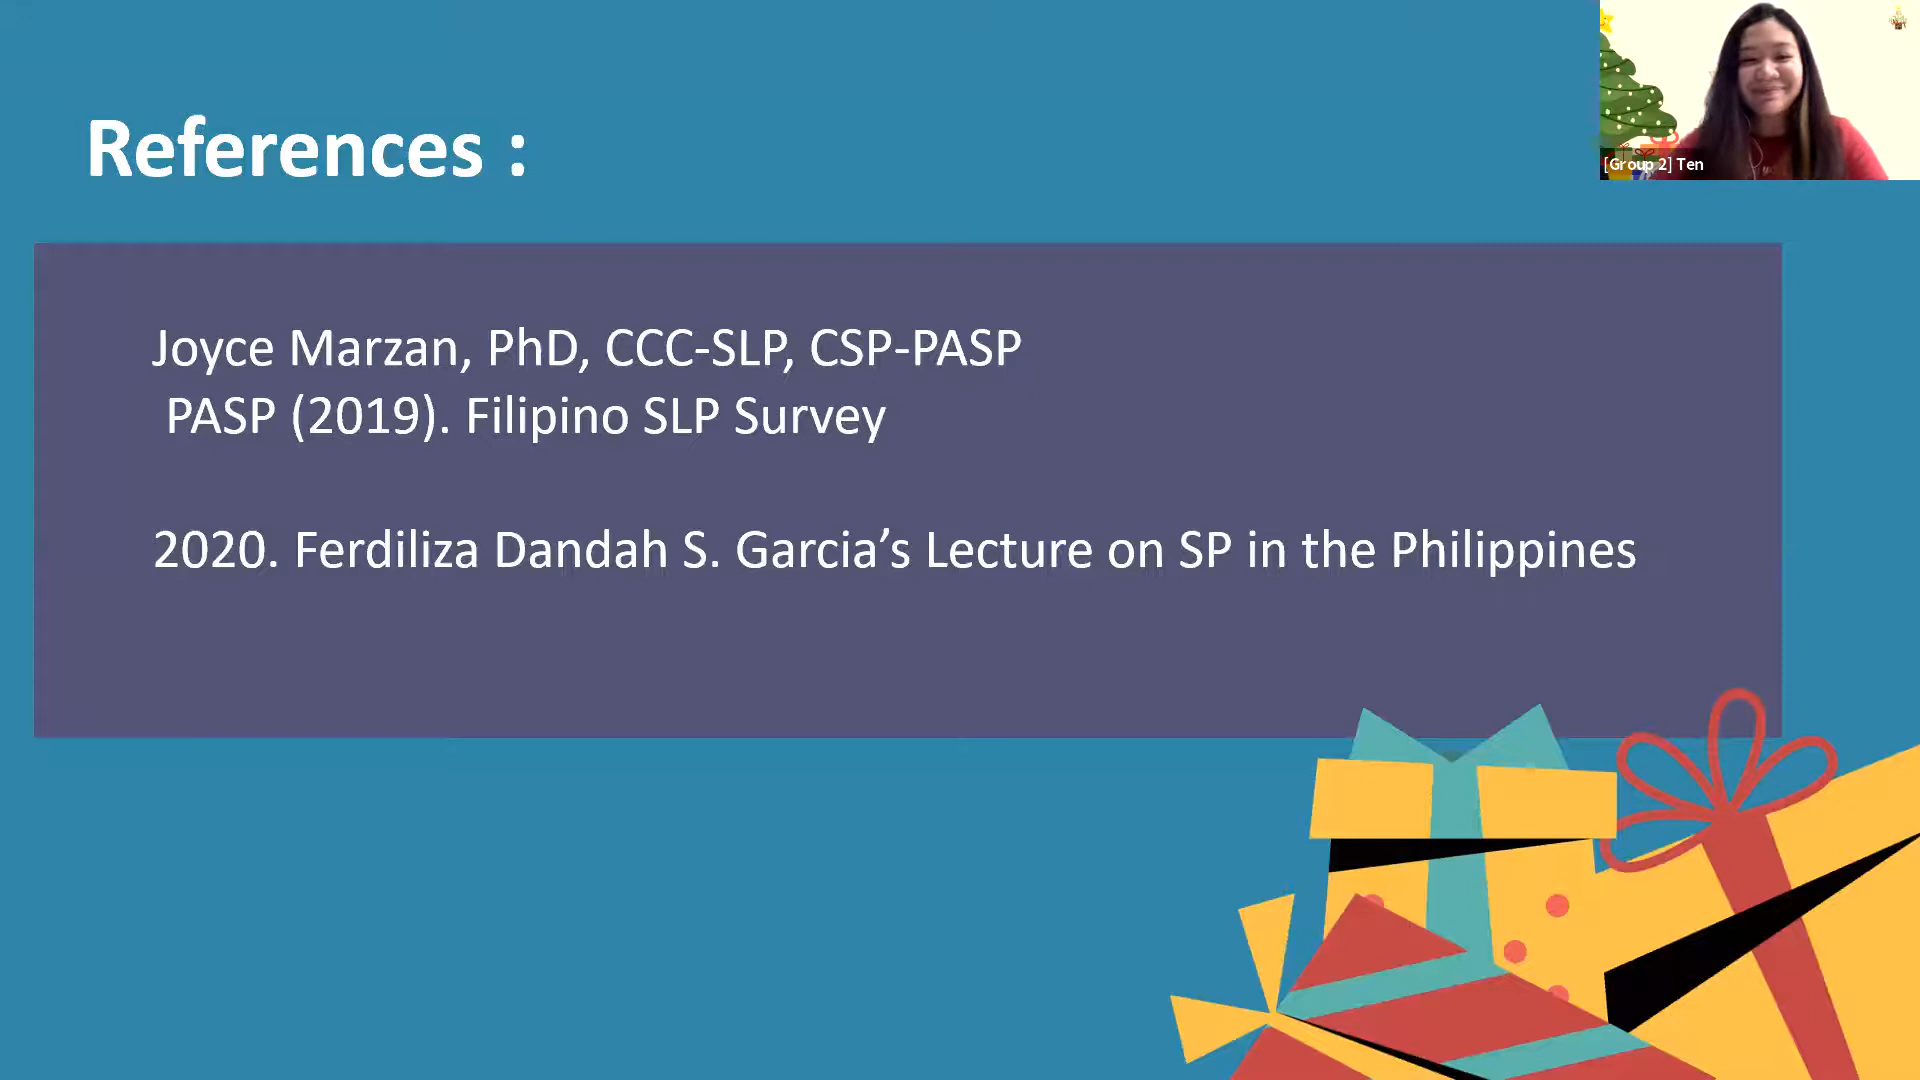 References :
[Group 2] Ten
Joyce Marzan, PhD, CCC-SLP, CSP-PASP
PASP (2019). Filipino SLP Survey
2020. Ferdiliza Dandah S. Garcia’s Lecture on SP in the Philippines